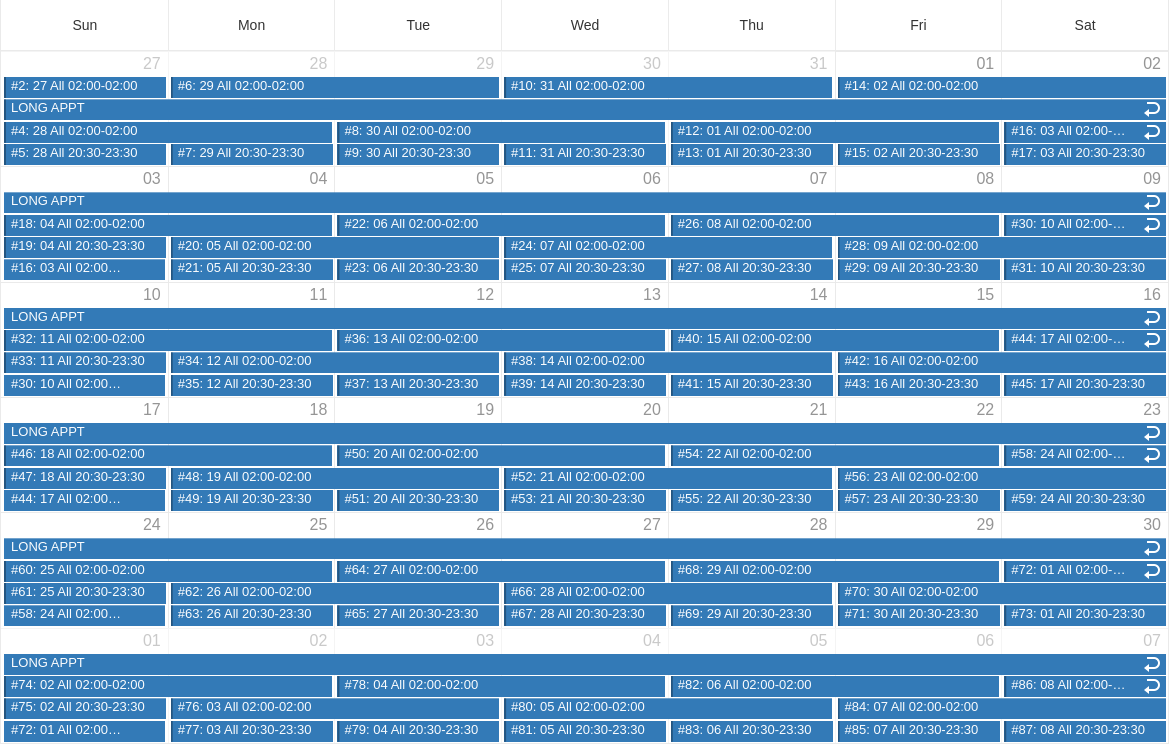 Sun Mon Tue Wed Thu Fri Sat
27 28 29 30 31 01 02
#2: 27 All 02:00-02:00 #6: 29 All 02:00-02:00 #10: 31 All 02:00-02:00 #14: 02 All 02:00-02:00
LONG APPT
#4: 28 All 02:00-02:00 #8: 30 All 02:00-02:00 #12: 01 All 02:00-02:00 #16: 03 All 02:00-…
#5: 28 All 20:30-23:30 #7: 29 All 20:30-23:30 #9: 30 All 20:30-23:30 #11: 31 All 20:30-23:30 #13: 01 All 20:30-23:30 #15: 02 All 20:30-23:30 #17: 03 All 20:30-23:30
03 04 05 06 07 08 09
LONG APPT
#18: 04 All 02:00-02:00 #22: 06 All 02:00-02:00 #26: 08 All 02:00-02:00 #30: 10 All 02:00-…
#19: 04 All 20:30-23:30 #20: 05 All 02:00-02:00 #24: 07 All 02:00-02:00 #28: 09 All 02:00-02:00
#16: 03 All 02:00… #21: 05 All 20:30-23:30 #23: 06 All 20:30-23:30 #25: 07 All 20:30-23:30 #27: 08 All 20:30-23:30 #29: 09 All 20:30-23:30 #31: 10 All 20:30-23:30
10 11 12 13 14 15 16
LONG APPT
#32: 11 All 02:00-02:00 #36: 13 All 02:00-02:00 #40: 15 All 02:00-02:00 #44: 17 All 02:00-…
#33: 11 All 20:30-23:30 #34: 12 All 02:00-02:00 #38: 14 All 02:00-02:00 #42: 16 All 02:00-02:00
#30: 10 All 02:00… #35: 12 All 20:30-23:30 #37: 13 All 20:30-23:30 #39: 14 All 20:30-23:30 #41: 15 All 20:30-23:30 #43: 16 All 20:30-23:30 #45: 17 All 20:30-23:30
17 18 19 20 21 22 23
LONG APPT
#46: 18 All 02:00-02:00 #50: 20 All 02:00-02:00 #54: 22 All 02:00-02:00 #58: 24 All 02:00-…
#47: 18 All 20:30-23:30 #48: 19 All 02:00-02:00 #52: 21 All 02:00-02:00 #56: 23 All 02:00-02:00
#44: 17 All 02:00… #49: 19 All 20:30-23:30 #51: 20 All 20:30-23:30 #53: 21 All 20:30-23:30 #55: 22 All 20:30-23:30 #57: 23 All 20:30-23:30 #59: 24 All 20:30-23:30
24 25 26 27 28 29 30
LONG APPT
#60: 25 All 02:00-02:00 #64: 27 All 02:00-02:00 #68: 29 All 02:00-02:00 #72: 01 All 02:00-…
#61: 25 All 20:30-23:30 #62: 26 All 02:00-02:00 #66: 28 All 02:00-02:00 #70: 30 All 02:00-02:00
#58: 24 All 02:00… #63: 26 All 20:30-23:30 #65: 27 All 20:30-23:30 #67: 28 All 20:30-23:30 #69: 29 All 20:30-23:30 #71: 30 All 20:30-23:30 #73: 01 All 20:30-23:30
01 02 03 04 05 06 07
LONG APPT
#74: 02 All 02:00-02:00 #78: 04 All 02:00-02:00 #82: 06 All 02:00-02:00 #86: 08 All 02:00-…
#75: 02 All 20:30-23:30 #76: 03 All 02:00-02:00 #80: 05 All 02:00-02:00 #84: 07 All 02:00-02:00
#72: 01 All 02:00… #77: 03 All 20:30-23:30 #79: 04 All 20:30-23:30 #81: 05 All 20:30-23:30 #83: 06 All 20:30-23:30 #85: 07 All 20:30-23:30 #87: 08 All 20:30-23:30